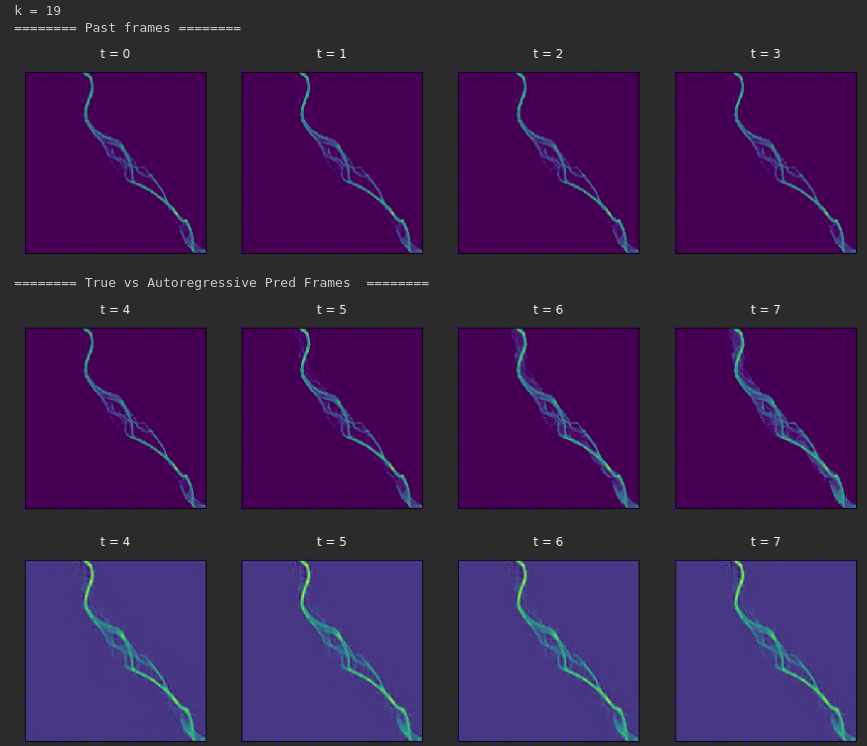 k = 19
======== Past frames ========
t = 0
t = 1
t = 2
t = 3
======== True vs Autoregressive Pred Frames  ========
t = 4
t = 5
t = 6
t = 7
t = 4
t = 5
t = 6
t = 7